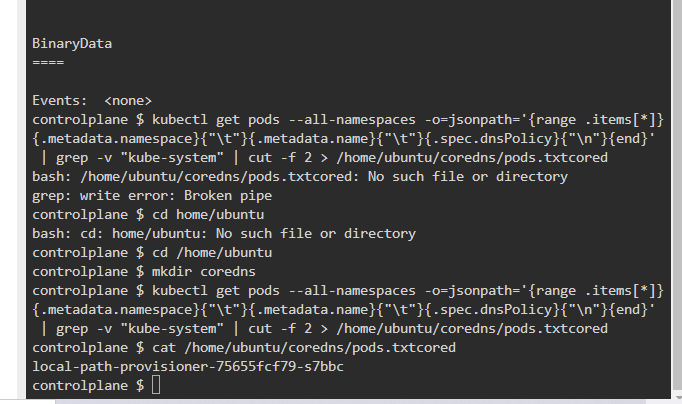 BinaryData
====
Events:  <none>
controlplane $ kubectl get pods --all-namespaces -o=jsonpath='{range .items[*]}
{.metadata.namespace}{"\t"}{.metadata.name}{"\t"}{.spec.dnsPolicy}{"\n"}{end}'
 | grep -v "kube-system" | cut -f 2 > /home/ubuntu/coredns/pods.txtcored
bash: /home/ubuntu/coredns/pods.txtcored: No such file or directory
grep: write error: Broken pipe
controlplane $ cd home/ubuntu
bash: cd: home/ubuntu: No such file or directory
controlplane $ cd /home/ubuntu
controlplane $ mkdir coredns
controlplane $ kubectl get pods --all-namespaces -o=jsonpath='{range .items[*]}
{.metadata.namespace}{"\t"}{.metadata.name}{"\t"}{.spec.dnsPolicy}{"\n"}{end}'
 | grep -v "kube-system" | cut -f 2 > /home/ubuntu/coredns/pods.txtcored
controlplane $ cat /home/ubuntu/coredns/pods.txtcored
local-path-provisioner-75655fcf79-s7bbc
controlplane $